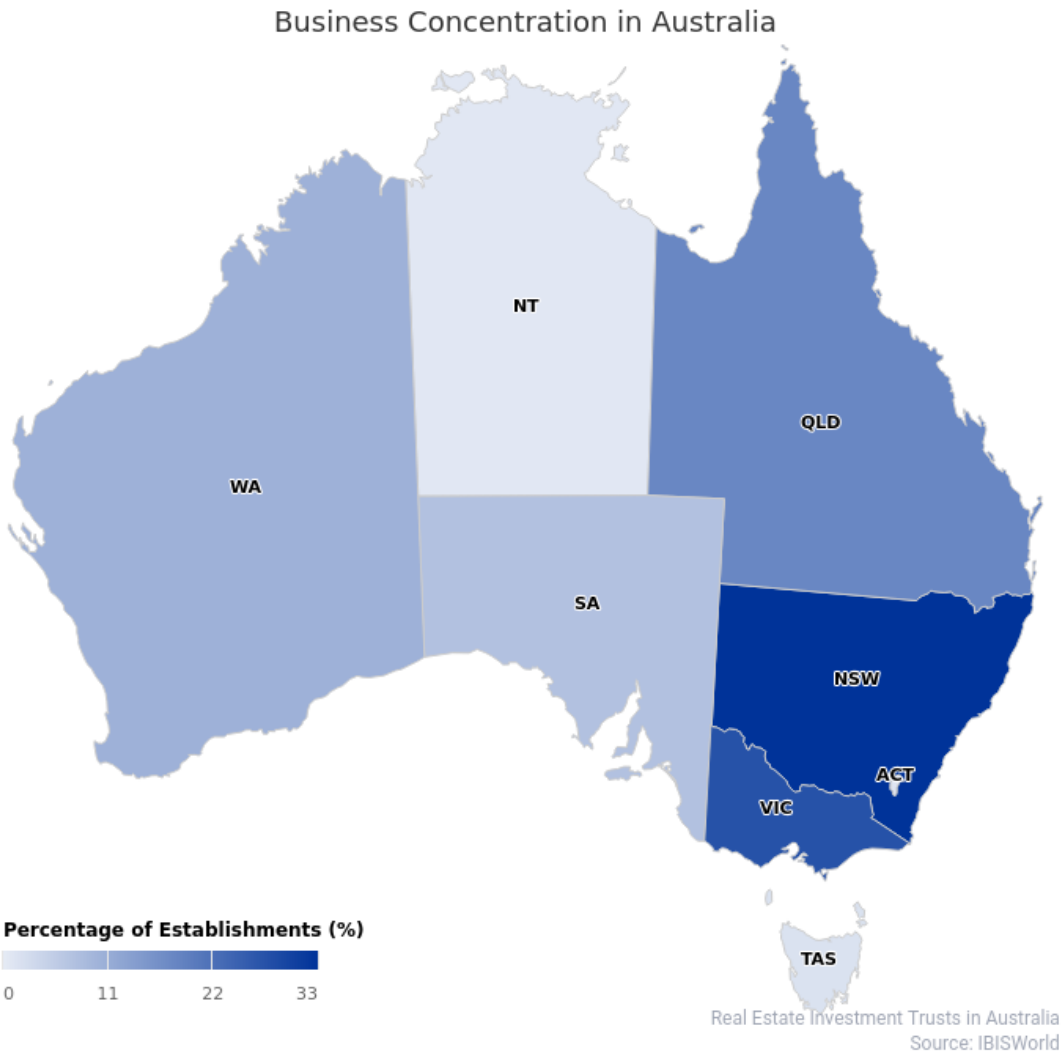 Business Concentration in Australia
NT
QLD
WA
SA
NSW
ACT
VIC
TAS
Percentage of Establishments (%)
0 11 22 33
Real Estate Investment Trusts in Australia
Source: IBISWorld